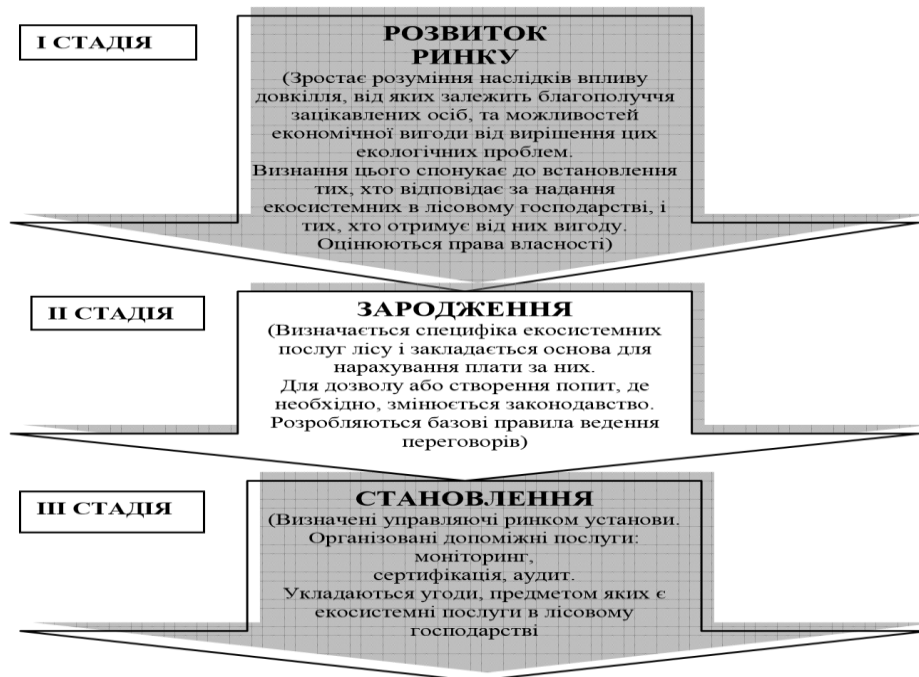 І СТАДІЯ
РОЗВИТОК
РИНКУ
(Зростає розуміння наслідків впливу
довкілля, від яких залежить благополуччя
зацікавлених осіб, та можливостей
економічної вигоди від вирішення цих
екологічних проблем.
Визнання цього спонукає до встановлення
тих, хто відповідає за надання
екосистемних в лісовому господарстві, і
тих, хто отримує від них вигоду.
Оцінюються права власності)
ІІ СТАДІЯ
ЗАРОДЖЕННЯ
(Визначається специфіка екосистемних
послуг лісу і закладається основа для
нарахування плати за них.
Для дозволу або створення попит, де
необхідно, змінюється законодавство.
Розробляються базові правила ведення
переговорів)
ІІІ СТАДІЯ
СТАНОВЛЕННЯ
(Визначені управляючі ринком установи.
Організовані допоміжні послуги:
моніторинг,
сертифікація, аудит.
Укладаються угоди, предметом яких є
екосистемні послуги в лісовому
господарстві